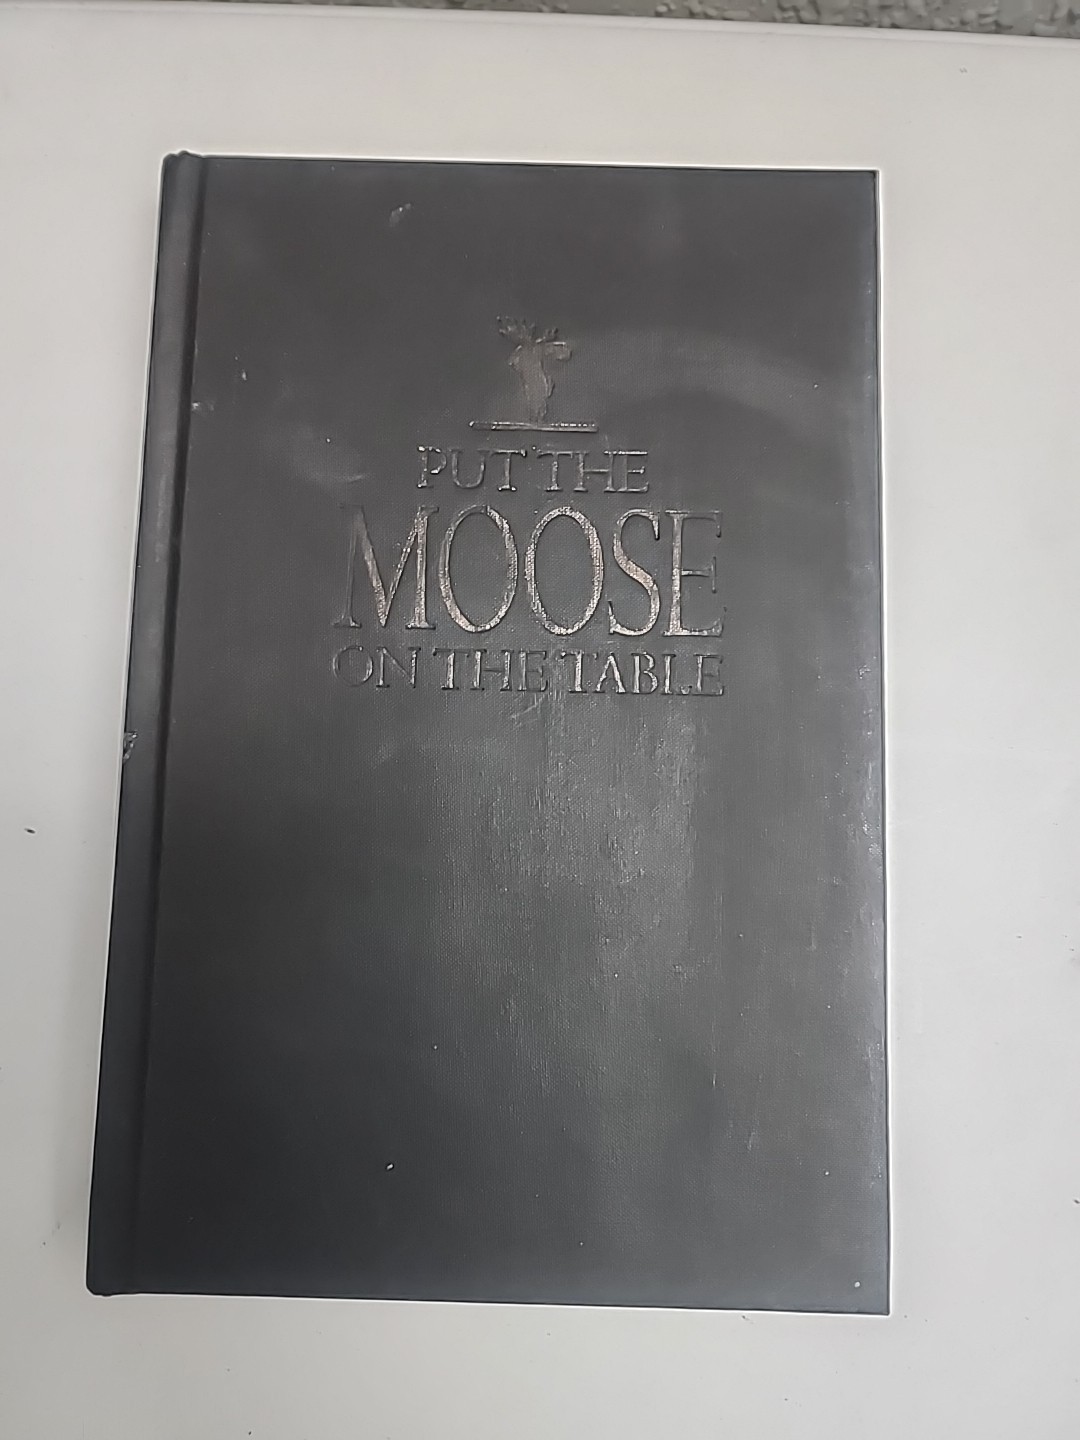 PUT THE
MOOSE
ON THE TABLE